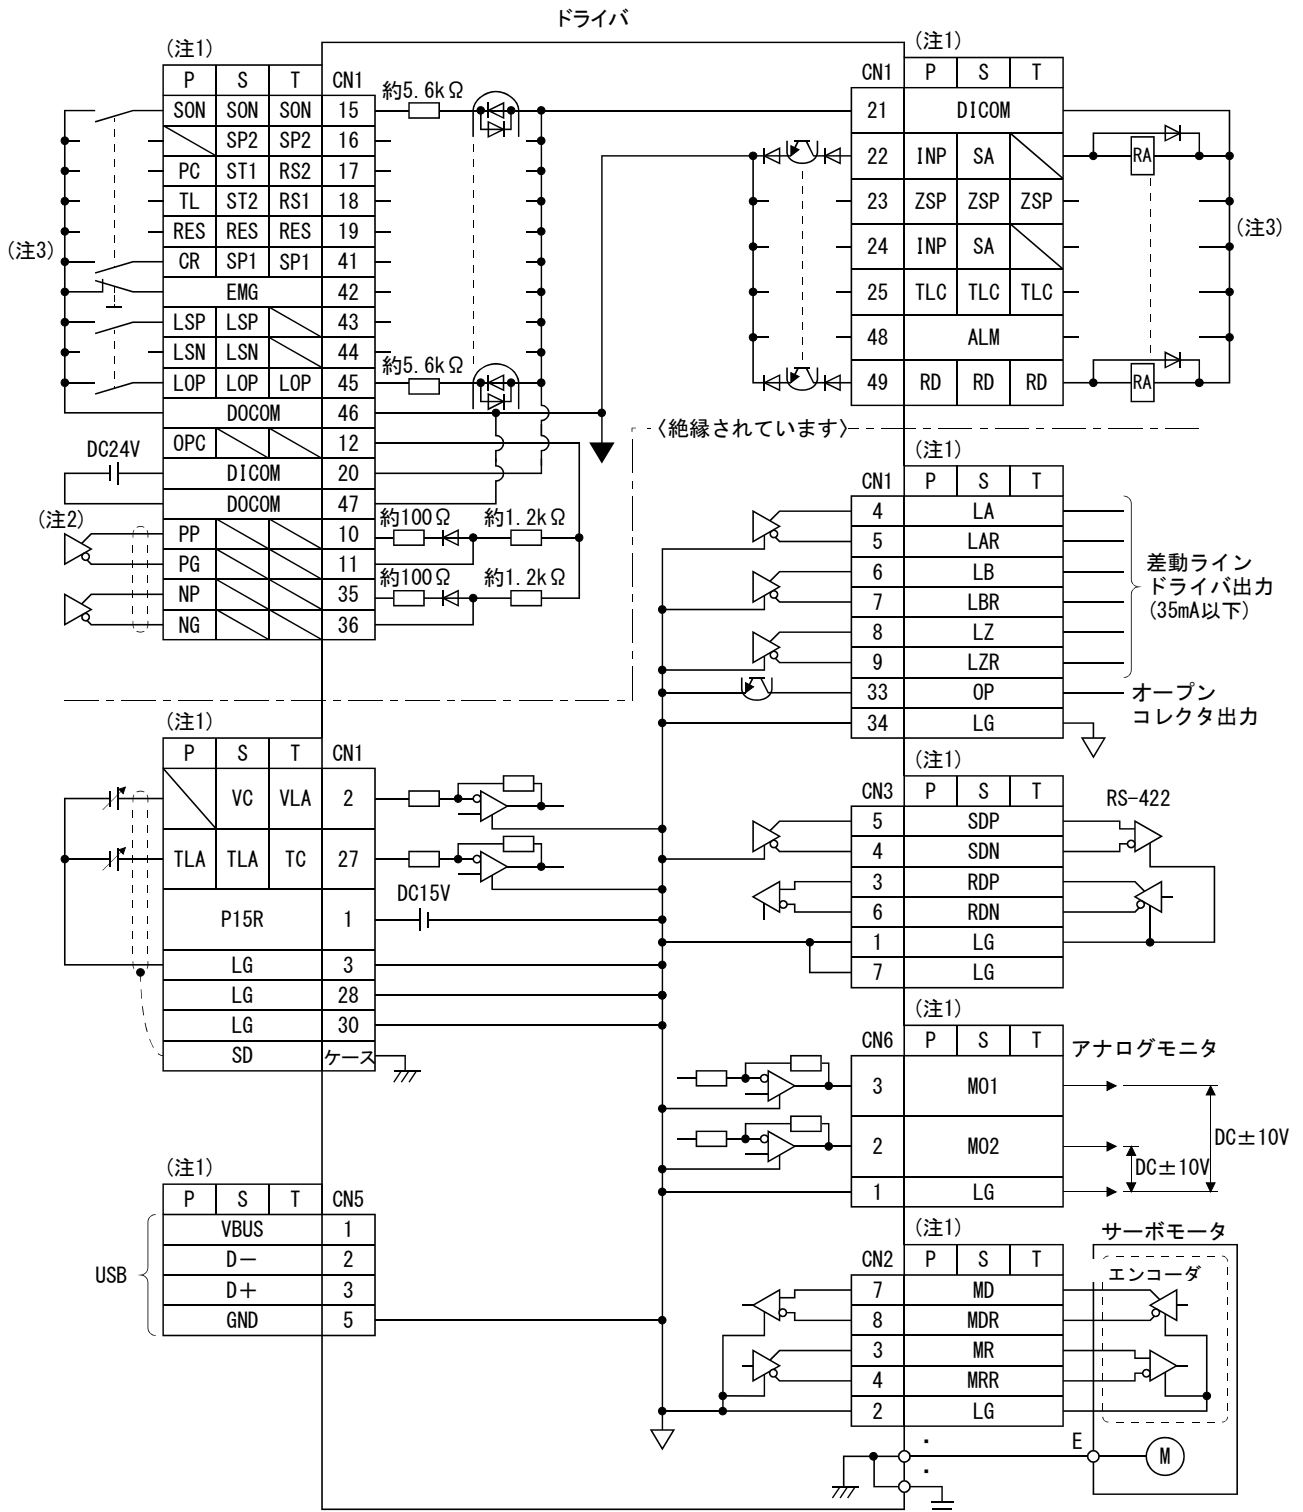 ドライバ
(注1)
P S T CN1
SON SON SON 15 約5.6kΩ
SP2 SP2 16
PC ST1 RS2 17
TL ST2 RS1 18
RES RES RES 19
(注3)
CR SP1 SP1 41
EMG 42
LSP LSP 43
LSN LSN 44
LOP LOP LOP 45 約5.6kΩ
DOCOM 46
OPC 12
DC24V
DICOM 20
DOCOM 47
(注2)
PP 10 約100Ω 約1.2kΩ
PG 11
NP 35 約100Ω 約1.2kΩ
NG 36
(注1)
CN1 P S T
21 DICOM
22 INP SA RA
23 ZSP ZSP ZSP
(注3)
24 INP SA
25 TLC TLC TLC
48 ALM
49 RD RD RD RA
〈絶縁されています〉
(注1)
CN1 P S T
4 LA
5 LAR
6 LB
7 LBR
8 LZ
9 LZR
差動ライン
ドライバ出力
(35mA以下)
33 OP
34 LG
オープン
コレクタ出力
(注1)
P S T CN1
VC VLA 2
TLA TLA TC 27
P15R 1 DC15V
LG 3
LG 28
LG 30
SD ケース
(注1)
CN3 P S T
RS-422
5 SDP
4 SDN
3 RDP
6 RDN
1 LG
7 LG
(注1)
CN6 P S T
アナログモニタ
3 MO1
2 MO2
1 LG
DC±10V
DC±10V
(注1)
P S T CN5
VBUS 1
D− 2
D+ 3
GND 5
USB
(注1)
CN2 P S T
サーボモータ
エンコーダ
7 MD
8 MDR
3 MR
4 MRR
2 LG
E
M